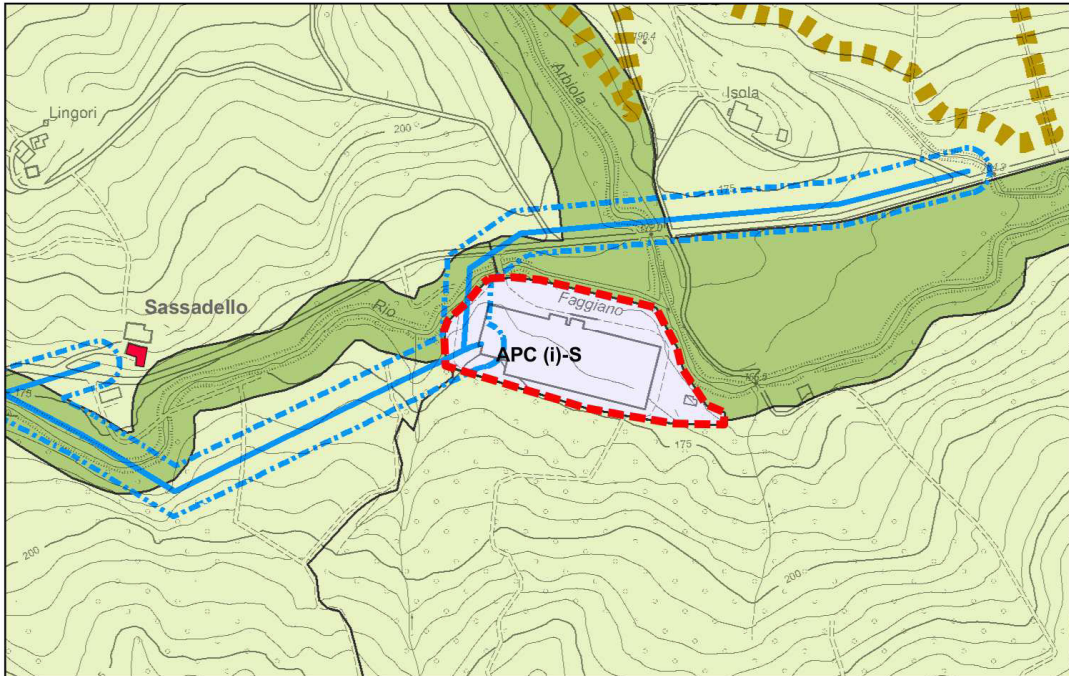 190.4
Arbiola
Isola
Lingori
200
175
Sassadello
Rio
Faggiano
APC (i)-S
175
175
200
200